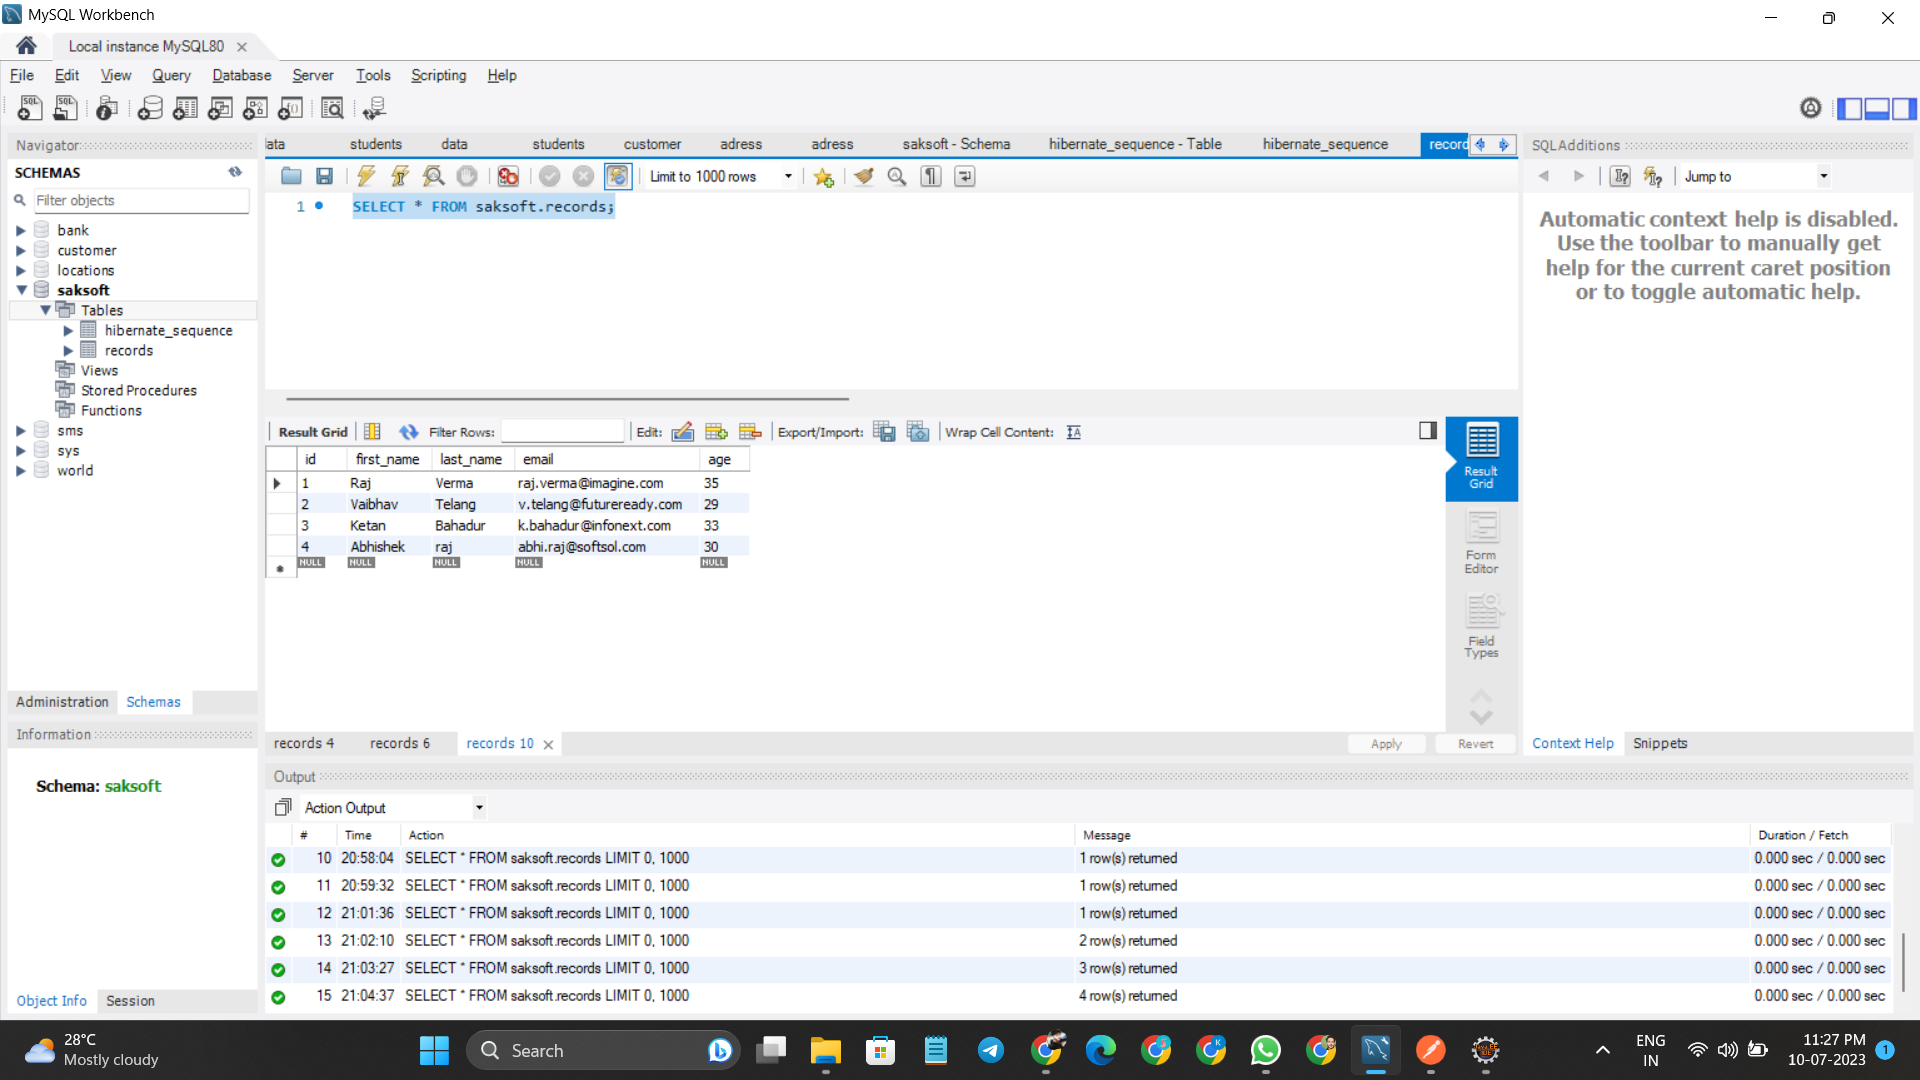 MySQL Workbench
Local instance MySQL80
File Edit View Query Database Server Tools Scripting Help
Navigator
SCHEMAS
Filter objects
bank
customer
locations
saksoft
Tables
hibernate_sequence
records
Views
Stored Procedures
Functions
sms
sys
world
Administration Schemas
Information
Schema: saksoft
Object Info Session
lata students data students customer adress adress saksoft - Schema hibernate_sequence - Table hibernate_sequence record
Limit to 1000 rows
1 SELECT * FROM saksoft.records;
Result Grid Filter Rows: Edit: Export/Import: Wrap Cell Content:
id first_name last_name email age
1 Raj Verma raj.verma@imagine.com 35
2 Vaibhav Telang v.telang@futureready.com 29
3 Ketan Bahadur k.bahadur@infonext.com 33
4 Abhishek raj abhi.raj@softsol.com 30
NULL NULL NULL NULL NULL
Result
Grid
Form
Editor
Field
Types
records 4 records 6 records 10 Apply Revert
SQLAdditions
Jump to
Automatic context help is disabled.
Use the toolbar to manually get
help for the current caret position
or to toggle automatic help.
Context Help Snippets
Output
Action Output
# Time Action Message Duration / Fetch
10 20:58:04 SELECT * FROM saksoft.records LIMIT 0, 1000 1 row(s) returned 0.000 sec / 0.000 sec
11 20:59:32 SELECT * FROM saksoft.records LIMIT 0, 1000 1 row(s) returned 0.000 sec / 0.000 sec
12 21:01:36 SELECT * FROM saksoft.records LIMIT 0, 1000 1 row(s) returned 0.000 sec / 0.000 sec
13 21:02:10 SELECT * FROM saksoft.records LIMIT 0, 1000 2 row(s) returned 0.000 sec / 0.000 sec
14 21:03:27 SELECT * FROM saksoft.records LIMIT 0, 1000 3 row(s) returned 0.000 sec / 0.000 sec
15 21:04:37 SELECT * FROM saksoft.records LIMIT 0, 1000 4 row(s) returned 0.000 sec / 0.000 sec
28°C
Mostly cloudy
Search
ENG
IN
11:27 PM
10-07-2023
1